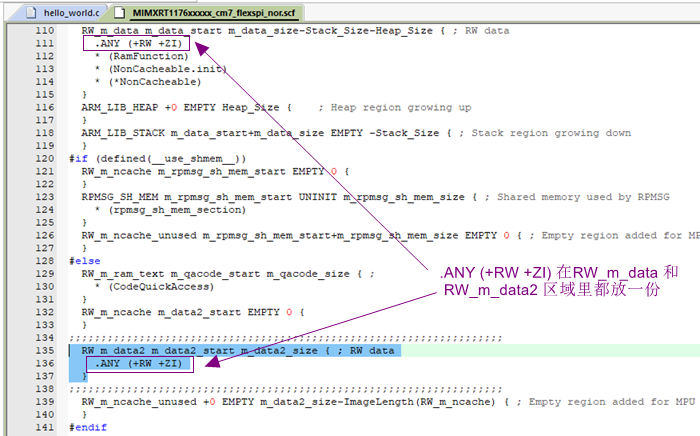 hello_world.c MIMXRT1176xxxxx_cm7_flexspi_nor.scf
110 RW_m_data m_data_start m_data_size-Stack_Size-Heap_Size { ; RW data
111 .ANY (+RW +ZI)
112 * (RamFunction)
113 * (NonCacheable.init)
114 * (*NonCacheable)
115 }
116 ARM_LIB_HEAP +0 EMPTY Heap_Size { ; Heap region growing up
117 }
118 ARM_LIB_STACK m_data_start+m_data_size EMPTY -Stack_Size { ; Stack region growing down
119 }
120 #if (defined(__use_shmem__))
121 RW_m_ncache m_rpmsg_sh_mem_start EMPTY 0 {
122 }
123 RPMSG_SH_MEM m_rpmsg_sh_mem_start UNINIT m_rpmsg_sh_mem_size { ; Shared memory used by RPMSG
124 * (rpmsg_sh_mem_section)
125 }
126 RW_m_ncache_unused m_rpmsg_sh_mem_start+m_rpmsg_sh_mem_size EMPTY 0 { ; Empty region added for MP
127 }
128 #else
129 RW_m_ram_text m_qacode_start m_qacode_size { ;
130 * (CodeQuickAccess)
131 }
132 RW_m_ncache m_data2_start EMPTY 0 {
133 }
.ANY (+RW +ZI) 在RW_m_data 和
RW_m_data2 区域里都放一份
134 ;;;;;;;;;;;;;;;;;;;;;;;;;;;;;;;;;;;;;;;;;;;;;;;;;;;;;;;;;;;;;;;;;;
135 RW_m_data2 m_data2_start m_data2_size { ; RW data
136 .ANY (+RW +ZI)
137 }
138 ;;;;;;;;;;;;;;;;;;;;;;;;;;;;;;;;;;;;;;;;;;;;;;;;;;;;;;;;;;;;;;;;;;
139 RW_m_ncache_unused +0 EMPTY m_data2_size-ImageLength(RW_m_ncache) { ; Empty region added for MPU
140 }
141 #endif